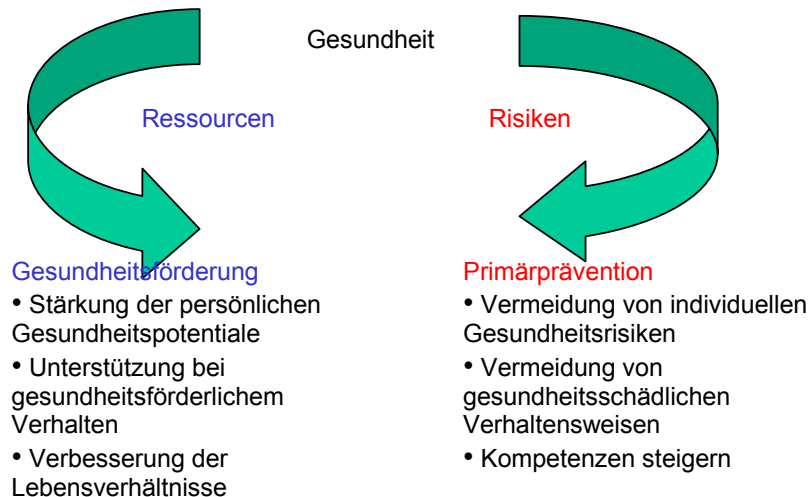 Gesundheit
Ressourcen
Risiken
Gesundheitsförderung
• Stärkung der persönlichen
Gesundheitspotentiale
• Unterstützung bei
gesundheitsförderlichem
Verhalten
• Verbesserung der
Lebensverhältnisse
Primärprävention
• Vermeidung von individuellen
Gesundheitsrisiken
• Vermeidung von
gesundheitsschädlichen
Verhaltensweisen
• Kompetenzen steigern